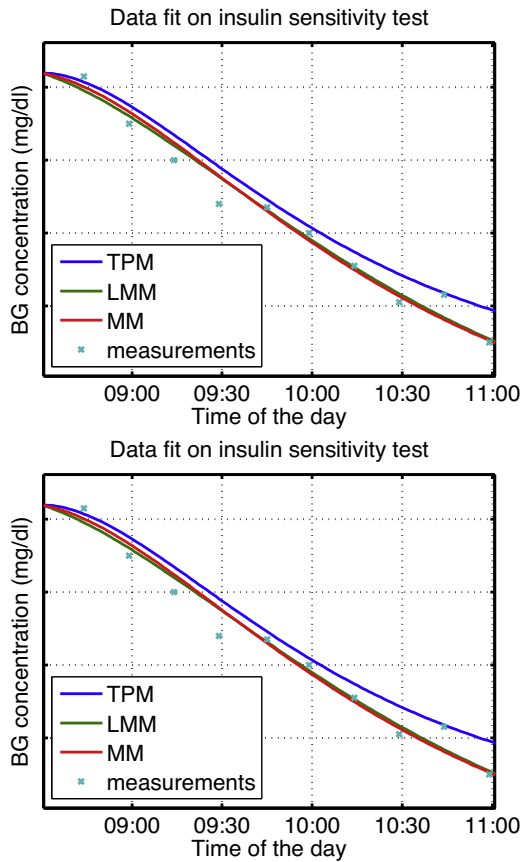 Data fit on insulin sensitivity test
BG concentration (mg/dl)
TPM
LMM
MM
measurements
09:00 09:30 10:00 10:30 11:00
Time of the day
Data fit on insulin sensitivity test
BG concentration (mg/dl)
TPM
LMM
MM
measurements
09:00 09:30 10:00 10:30 11:00
Time of the day